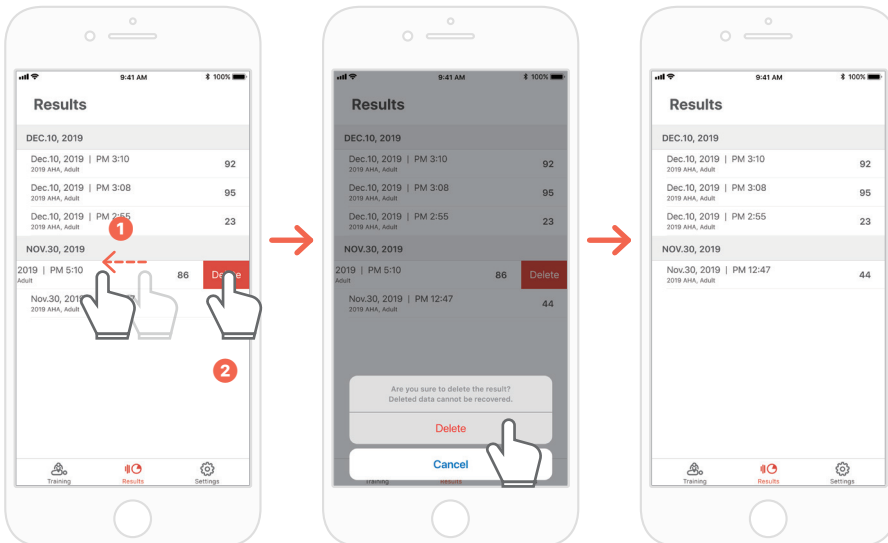 9:41 AM 100%
Results
DEC.10, 2019
Dec.10, 2019 | PM 3:10
2019 AHA, Adult
92
Dec.10, 2019 | PM 3:08
2019 AHA, Adult
95
Dec.10, 2019 | PM 2:55
2019 AHA, Adult
23
1
NOV.30, 2019
2019 | PM 5:10
Adult
86
Delete
Nov.30, 2019
2019 AHA, Adult
2
Training Results Settings
9:41 AM 100%
Results
DEC.10, 2019
Dec.10, 2019 | PM 3:10
2019 AHA, Adult
92
Dec.10, 2019 | PM 3:08
2019 AHA, Adult
95
Dec.10, 2019 | PM 2:55
2019 AHA, Adult
23
NOV.30, 2019
2019 | PM 5:10
Adult
86
Delete
Nov.30, 2019 | PM 12:47
2019 AHA, Adult
44
Are you sure to delete the result?
Deleted data cannot be recovered.
Delete
Cancel
Training Results
9:41 AM 100%
Results
DEC.10, 2019
Dec.10, 2019 | PM 3:10
2019 AHA, Adult
92
Dec.10, 2019 | PM 3:08
2019 AHA, Adult
95
Dec.10, 2019 | PM 2:55
2019 AHA, Adult
23
NOV.30, 2019
Nov.30, 2019 | PM 12:47
2019 AHA, Adult
44
Training Results Settings